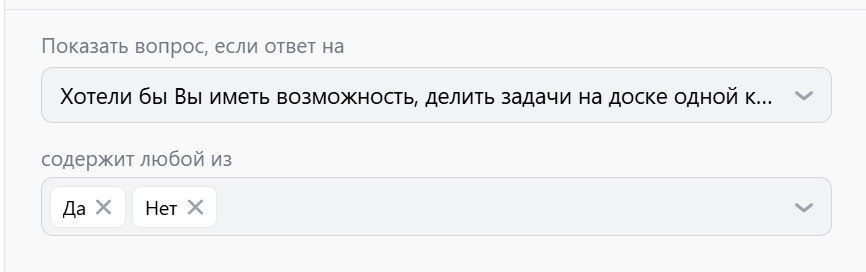 Показать вопрос, если ответ на
Хотели бы Вы иметь возможность, делить задачи на доске одной к...
содержит любой из
Да Нет